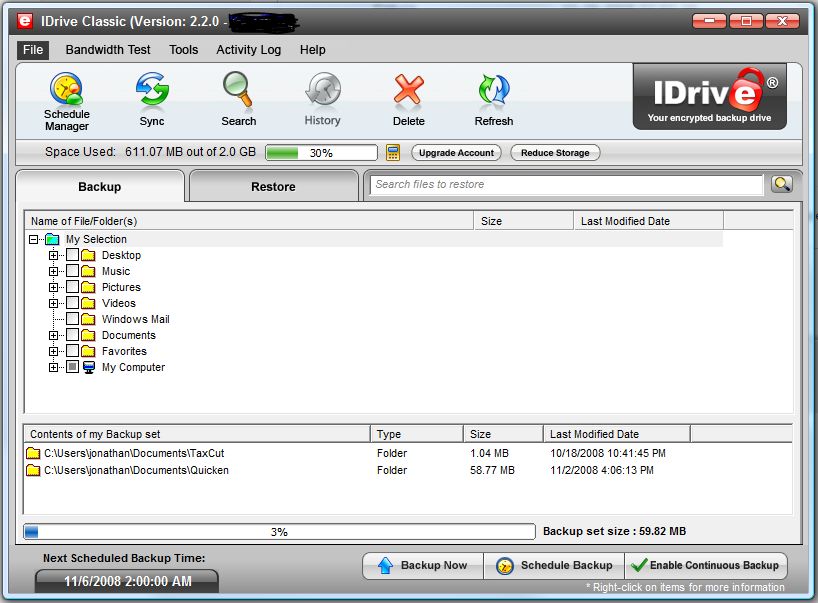 IDrive Classic (Version: 2.2.0 -
File Bandwidth Test Tools Activity Log Help
Schedule Manager
Sync
Search
History
Delete
Refresh
IDrive ®
Your encrypted backup drive
Space Used: 611.07 MB out of 2.0 GB 30% Upgrade Account Reduce Storage
Backup Restore Search files to restore
Name of File/Folder(s) Size Last Modified Date
My Selection
Desktop
Music
Pictures
Videos
Windows Mail
Documents
Favorites
My Computer
Contents of my Backup set Type Size Last Modified Date
C:\Users\jonathan\Documents\TaxCut Folder 1.04 MB 10/18/2008 10:41:45 PM
C:\Users\jonathan\Documents\Quicken Folder 58.77 MB 11/2/2008 4:06:13 PM
3% Backup set size : 59.82 MB
Next Scheduled Backup Time:
11/6/2008 2:00:00 AM
Backup Now Schedule Backup Enable Continuous Backup
* Right-click on items for more information